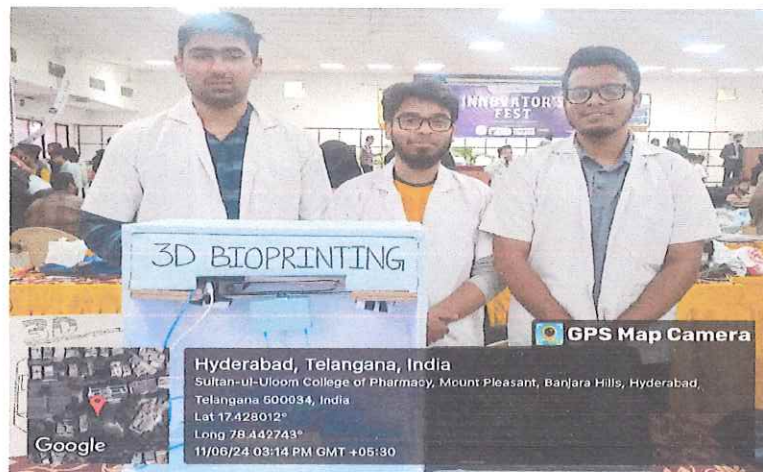 INNOVATOR'S
FEST
3D BIOPRINTING
3D
GPS Map Camera
Hyderabad, Telangana, India
Sultan-ul-Uloom College of Pharmacy, Mount Pleasant, Banjara Hills, Hyderabad,
Telangana 500034, India
Lat 17.428012°
Long 78.442743°
11/06/24 03:14 PM GMT +05:30
Google